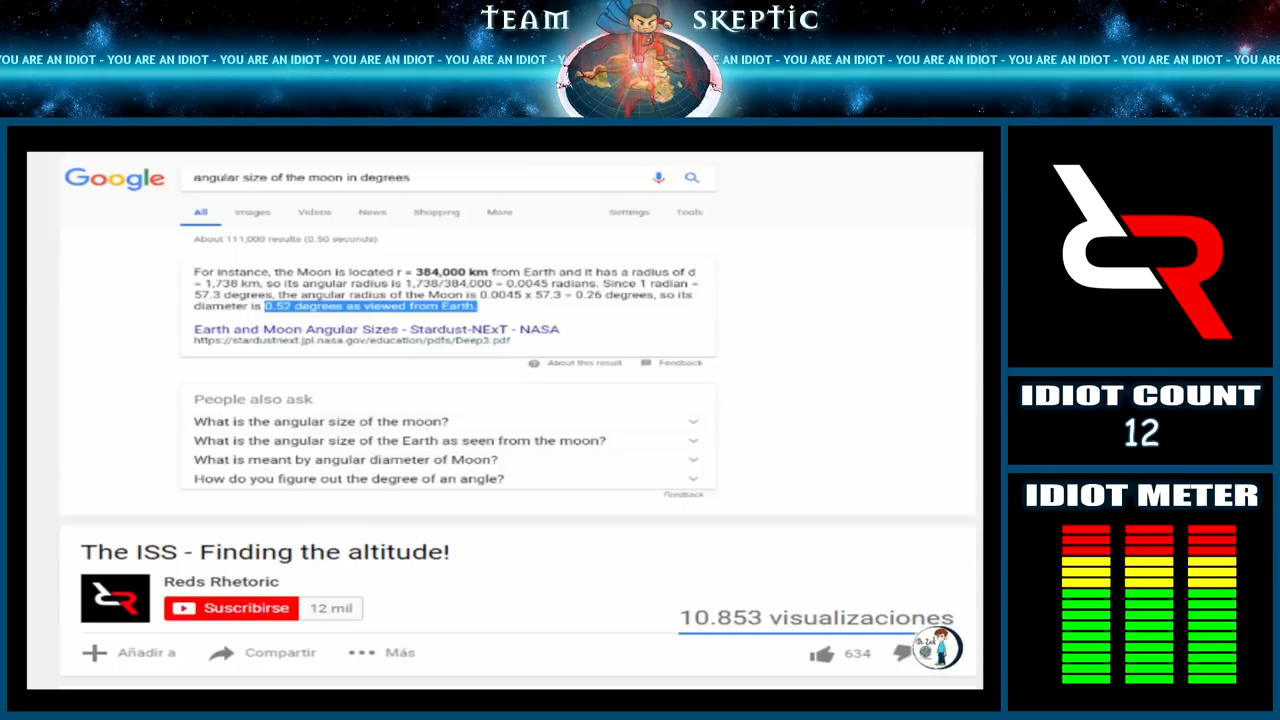 TEAM SKEPTIC
YOU ARE AN IDIOT - YOU ARE AN IDIOT - YOU ARE AN IDIOT - YOU ARE AN IDIOT - YOU ARE AN IDIOT - 
AN IDIOT - YOU ARE AN IDIOT - YOU ARE AN IDIOT - YOU ARE AN IDIOT - YOU ARE AN IDIOT - YOU ARE
Google
angular size of the moon in degrees
All Images Videos News Shopping More Settings Tools
About 111,000 results (0.50 seconds)
For instance, the Moon is located r = 384,000 km from Earth and it has a radius of d
= 1,738 km, so its angular radius is 1,738/384,000 = 0.0045 radians. Since 1 radian =
57.3 degrees, the angular radius of the Moon is 0.0045 x 57.3 = 0.26 degrees, so its
diameter is 0.52 degrees as viewed from Earth.
Earth and Moon Angular Sizes - Stardust-NExT - NASA
https://stardustnext.jpl.nasa.gov/education/pdfs/Deep3.pdf
About this result Feedback
People also ask
What is the angular size of the moon?
What is the angular size of the Earth as seen from the moon?
What is meant by angular diameter of Moon?
How do you figure out the degree of an angle?
Feedback
The ISS - Finding the altitude!
Reds Rhetoric
Suscribirse 12 mil
10.853 visualizaciones
Añadir a Compartir Más 634
IDIOT COUNT
12
IDIOT METER